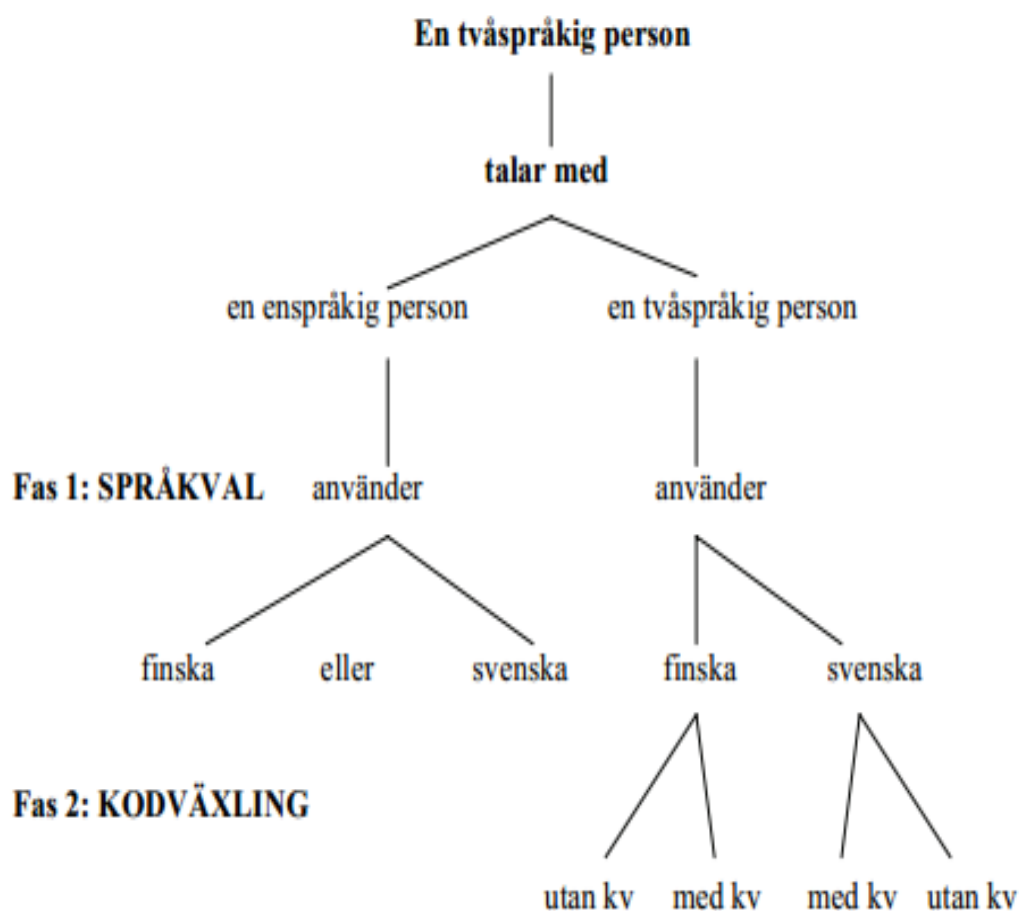 En tvåspråkig person
talar med
en enspråkig person en tvåspråkig person
Fas 1: SPRÅKVAL använder använder
finska eller svenska finska svenska
Fas 2: KODVÄXLING
utan kv med kv med kv utan kv